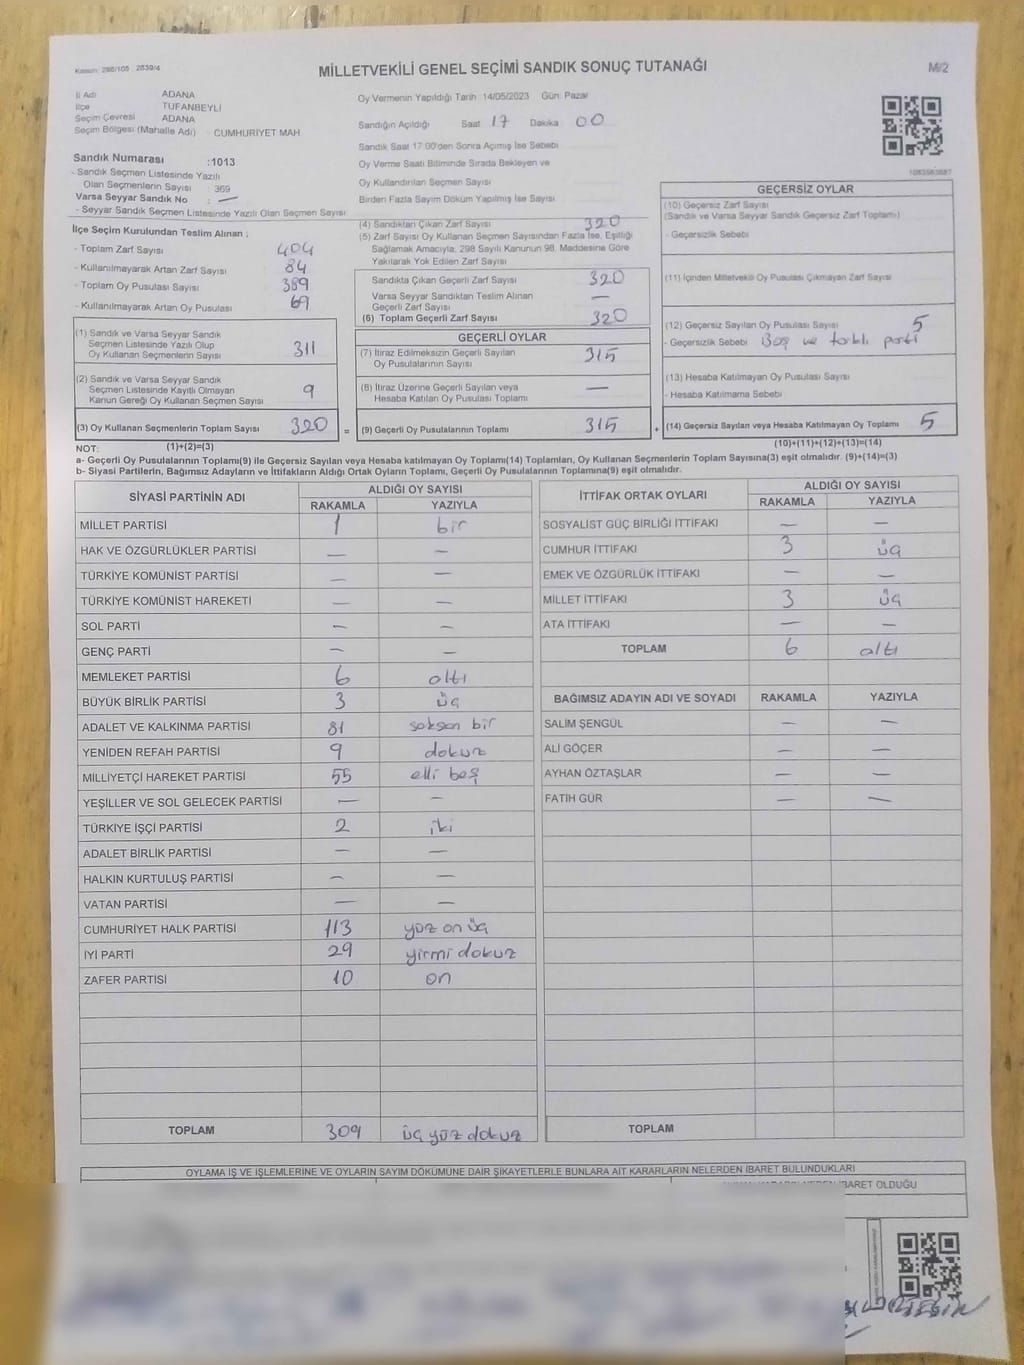 Kanun: 298/105 2839/4
MİLLETVEKİLİ GENEL SEÇİMİ SANDIK SONUÇ TUTANAĞI
M/2
İl Adı ADANA
İlçe TUFANBEYLİ
Seçim Çevresi ADANA
Seçim Bölgesi (Mahalle Adı) CUMHURİYET MAH
Sandık Numarası :1013
- Sandık Seçmen Listesinde Yazılı
Olan Seçmenlerin Sayısı : 369
Varsa Seyyar Sandık No : —
- Seyyar Sandık Seçmen Listesinde Yazılı Olan Seçmen Sayısı
İlçe Seçim Kurulundan Teslim Alınan ;
- Toplam Zarf Sayısı 404
- Kullanılmayarak Artan Zarf Sayısı 84
- Toplam Oy Pusulası Sayısı 389
- Kullanılmayarak Artan Oy Pusulası 69
(1) Sandık ve Varsa Seyyar Sandık
Seçmen Listesinde Yazılı Olup
Oy Kullanan Seçmenlerin Sayısı 311
(2) Sandık ve Varsa Seyyar Sandık
Seçmen Listesinde Kayıtlı Olmayan
Kanun Gereği Oy Kullanan Seçmen Sayısı 9
(3) Oy Kullanan Seçmenlerin Toplam Sayısı 320 =
Oy Vermenin Yapıldığı Tarih 14/05/2023 Gün: Pazar
Sandığın Açıldığı Saat 17 Dakika 00
Sandık Saat 17:00'den Sonra Açılmış İse Sebebi
Oy Verme Saati Bitiminde Sırada Bekleyen ve
Oy Kullandırılan Seçmen Sayısı
Birden Fazla Sayım Döküm Yapılmış İse Sayısı
(4) Sandıktan Çıkan Zarf Sayısı 320
(5) Zarf Sayısı Oy Kullanan Seçmen Sayısından Fazla İse, Eşitliği
Sağlamak Amacıyla, 298 Sayılı Kanunun 98. Maddesine Göre
Yakılarak Yok Edilen Zarf Sayısı
Sandıkta Çıkan Geçerli Zarf Sayısı 320
Varsa Seyyar Sandıktan Teslim Alınan
Geçerli Zarf Sayısı —
(6) Toplam Geçerli Zarf Sayısı 320
GEÇERLİ OYLAR
(7) İtiraz Edilmeksizin Geçerli Sayılan
Oy Pusulalarının Sayısı 315
(8) İtiraz Üzerine Geçerli Sayılan veya
Hesaba Katılan Oy Pusulası Toplamı —
(9) Geçerli Oy Pusulalarının Toplamı 315 +
1083583887
GEÇERSİZ OYLAR
(10) Geçersiz Zarf Sayısı
(Sandık ve Varsa Seyyar Sandık Geçersiz Zarf Toplamı)
- Geçersizlik Sebebi
(11) İçinden Milletvekili Oy Pusulası Çıkmayan Zarf Sayısı
(12) Geçersiz Sayılan Oy Pusulası Sayısı 5
- Geçersizlik Sebebi Boş ve farklı parti
(13) Hesaba Katılmayan Oy Pusulası Sayısı
- Hesaba Katılmama Sebebi
(14) Geçersiz Sayılan veya Hesaba Katılmayan Oy Toplamı 5
NOT: (1)+(2)=(3) (10)+(11)+(12)+(13)=(14)
a- Geçerli Oy Pusulasının Toplamı(9) ile Geçersiz Sayılan veya Hesaba katılmayan Oy Toplamı(14) Toplamları, Oy Kullanan Seçmenlerin Toplam Sayısına(3) eşit olmalıdır. (9)+(14)=(3)
b- Siyasi Partilerin, Bağımsız Adayların ve İttifakların Aldığı Ortak Oyların Toplamı, Geçerli Oy Pusulalarının Toplamına(9) eşit olmalıdır.
SİYASİ PARTİNİN ADI ALDIĞI OY SAYISI
RAKAMLA YAZIYLA
MİLLET PARTİSİ 1 bir
HAK VE ÖZGÜRLÜKLER PARTİSİ — —
TÜRKİYE KOMÜNİST PARTİSİ — —
TÜRKİYE KOMÜNİST HAREKETİ — —
SOL PARTİ — —
GENÇ PARTİ — —
MEMLEKET PARTİSİ 6 altı
BÜYÜK BİRLİK PARTİSİ 3 üç
ADALET VE KALKINMA PARTİSİ 81 seksen bir
YENİDEN REFAH PARTİSİ 9 dokuz
MİLLİYETÇİ HAREKET PARTİSİ 55 elli beş
YEŞİLLER VE SOL GELECEK PARTİSİ — —
TÜRKİYE İŞÇİ PARTİSİ 2 iki
ADALET BİRLİK PARTİSİ — —
HALKIN KURTULUŞ PARTİSİ — —
VATAN PARTİSİ — —
CUMHURİYET HALK PARTİSİ 113 yüz on üç
İYİ PARTİ 29 yirmi dokuz
ZAFER PARTİSİ 10 on
TOPLAM 309 üç yüz dokuz
İTTİFAK ORTAK OYLARI ALDIĞI OY SAYISI
RAKAMLA YAZIYLA
SOSYALİST GÜÇ BİRLİĞİ İTTİFAKI — —
CUMHUR İTTİFAKI 3 üç
EMEK VE ÖZGÜRLÜK İTTİFAKI — —
MİLLET İTTİFAKI 3 üç
ATA İTTİFAKI — —
TOPLAM 6 altı
BAĞIMSIZ ADAYIN ADI VE SOYADI RAKAMLA YAZIYLA
SALİM ŞENGÜL — —
ALİ GÖÇER — —
AYHAN ÖZTAŞLAR — —
FATİH GÜR — —
TOPLAM
OYLAMA İŞ VE İŞLEMLERİNE VE OYLARIN SAYIM DÖKÜMÜNE DAİR ŞİKAYETLERLE BUNLARA AİT KARARLARIN NELERDEN İBARET BULUNDUKLARI
İBARET OLDUĞU